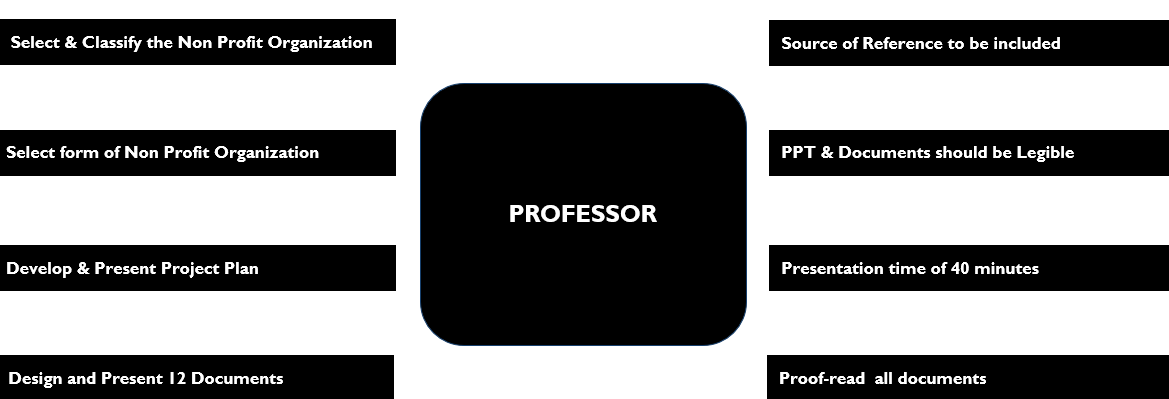 Select & Classify the Non Profit Organization
Select form of Non Profit Organization
Develop & Present Project Plan
Design and Present 12 Documents
PROFESSOR
Source of Reference to be included
PPT & Documents should be Legible
Presentation time of 40 minutes
Proof-read  all documents